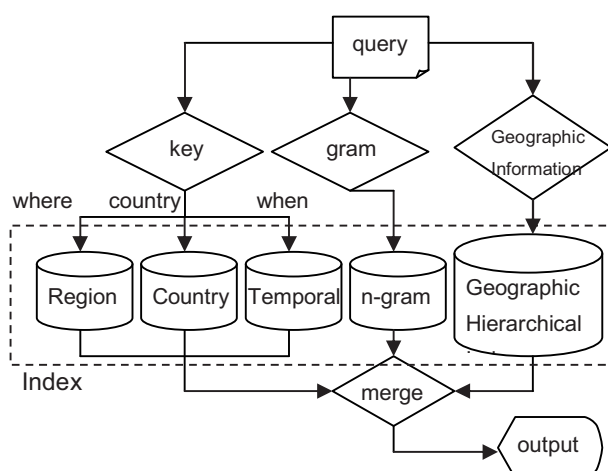 query
key
gram
Geographic
Information
where
country
when
Region
Country
Temporal
n-gram
Geographic
Hierarchical
Index
merge
output